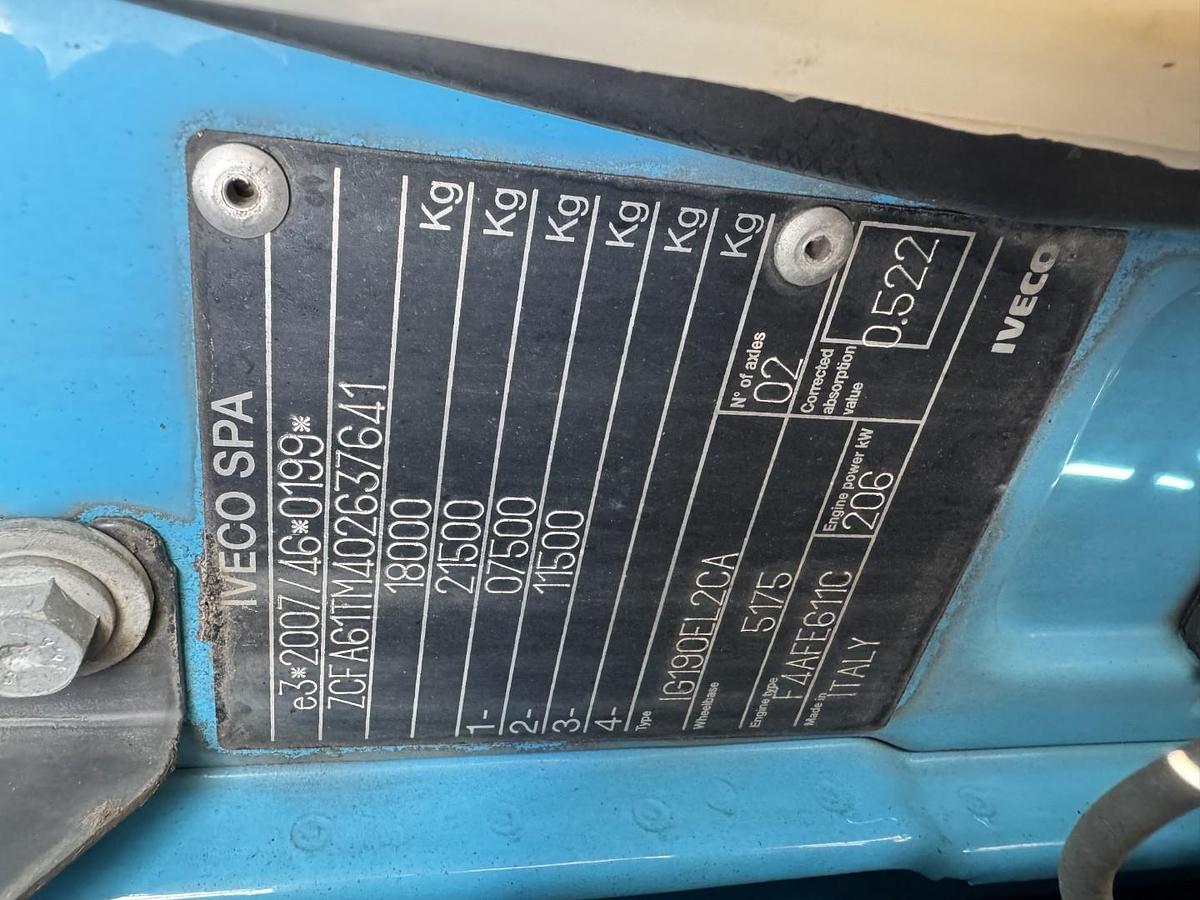 IVECO SPA
e3*2007/46*0199*
ZCFA61TM402637641
18000 Kg
21500 Kg
1- 07500 Kg
2- 11500 Kg
3- Kg
4- Kg
Type IG190EL2CA
N° of axles 02
Wheelbase 5175
Corrected absorption value 0.522
Engine type F4AFE611C
Engine power kW 206
Made in ITALY
IVECO